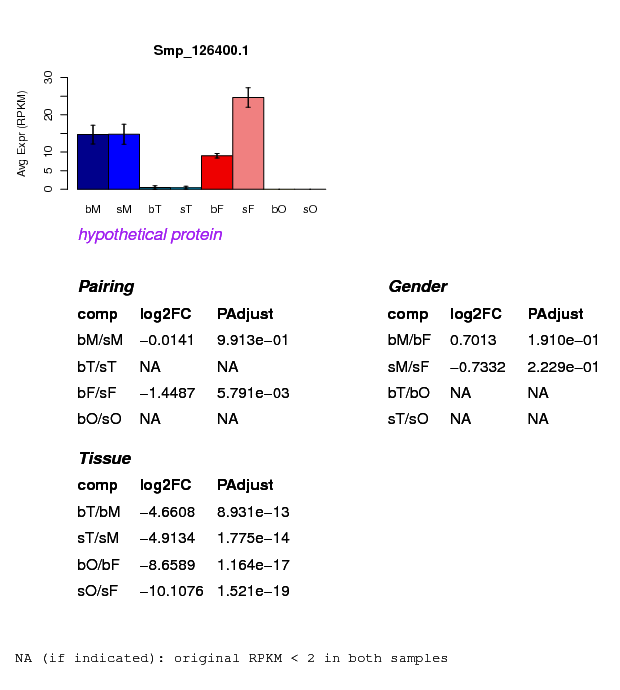 Smp_126400.1
Avg Expr (RPKM)
30
20
10
5
0
bM sM bT sT bF sF bO sO
hypothetical protein
Pairing
comp log2FC PAdjust
bM/sM −0.0141 9.913e−01
bT/sT NA NA
bF/sF −1.4487 5.791e−03
bO/sO NA NA
Gender
comp log2FC PAdjust
bM/bF 0.7013 1.910e−01
sM/sF −0.7332 2.229e−01
bT/bO NA NA
sT/sO NA NA
Tissue
comp log2FC PAdjust
bT/bM −4.6608 8.931e−13
sT/sM −4.9134 1.775e−14
bO/bF −8.6589 1.164e−17
sO/sF −10.1076 1.521e−19
NA (if indicated): original RPKM < 2 in both samples